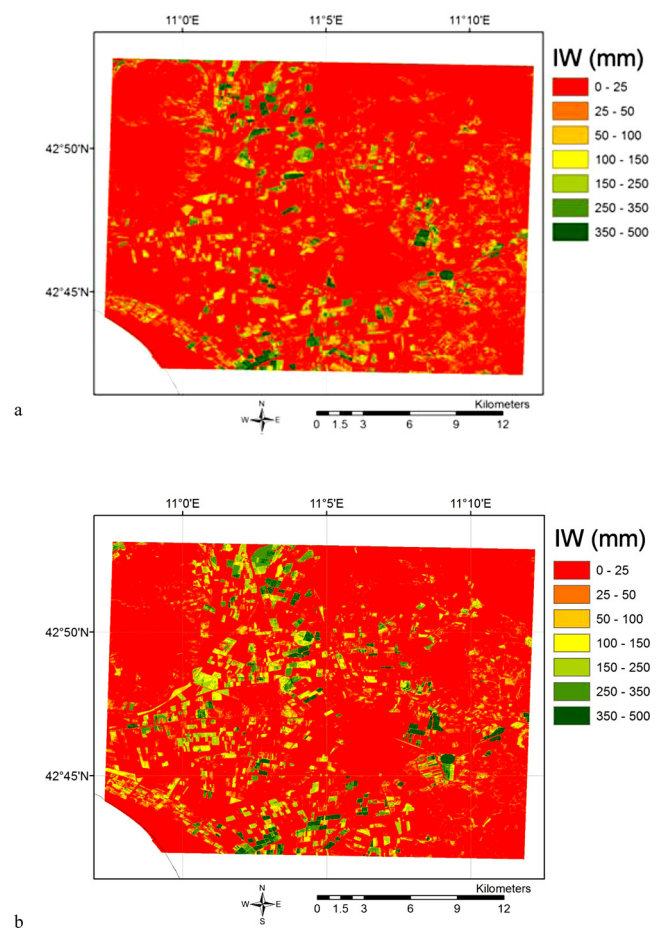 11°0'E 11°5'E 11°10'E
IW (mm)
0 - 25
25 - 50
50 - 100
100 - 150
150 - 250
250 - 350
350 - 500
42°50'N
42°45'N
a
N
W E
Kilometers
0 1.5 3 6 9 12
11°0'E 11°5'E 11°10'E
IW (mm)
0 - 25
25 - 50
50 - 100
100 - 150
150 - 250
250 - 350
350 - 500
42°50'N
42°45'N
N
W E
S
Kilometers
0 1.5 3 6 9 12
b